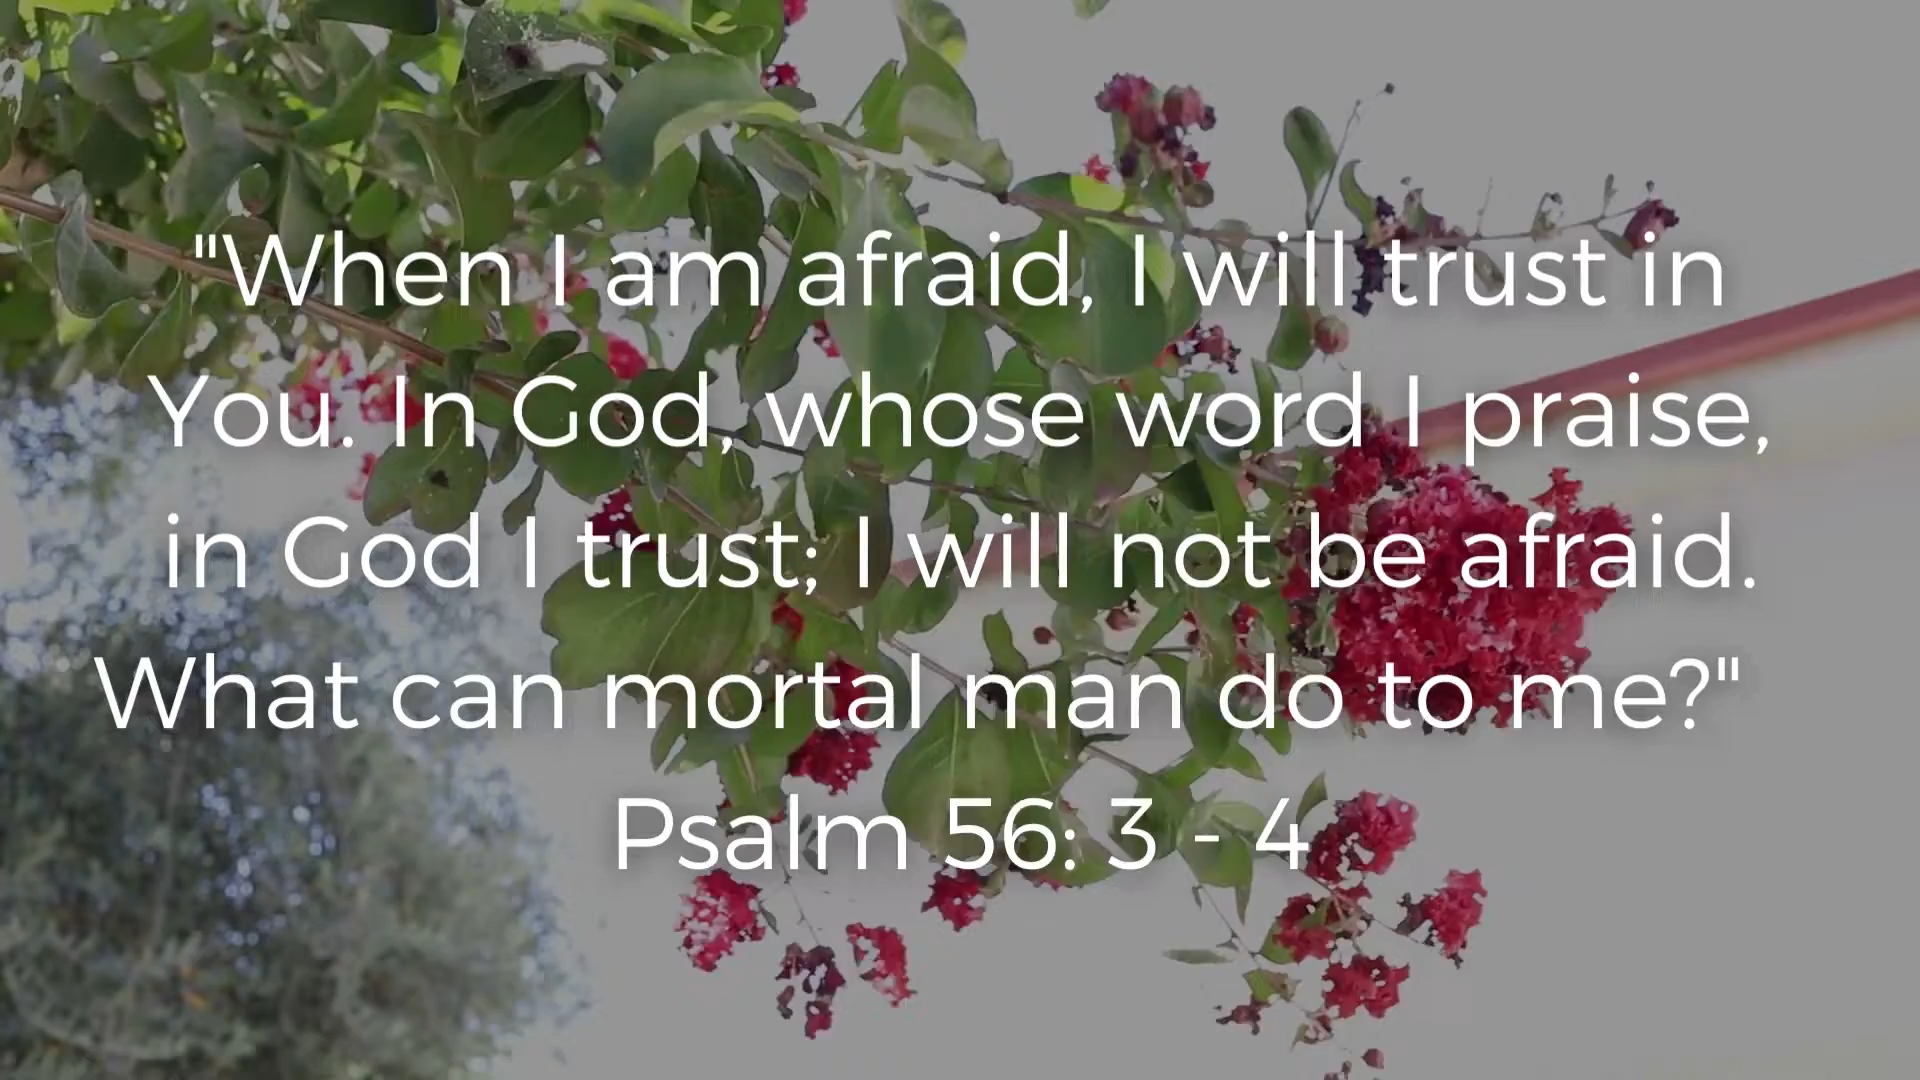 "When I am afraid, I will trust in
You. In God, whose word I praise,
in God I trust; I will not be afraid.
What can mortal man do to me?"
Psalm 56: 3 - 4